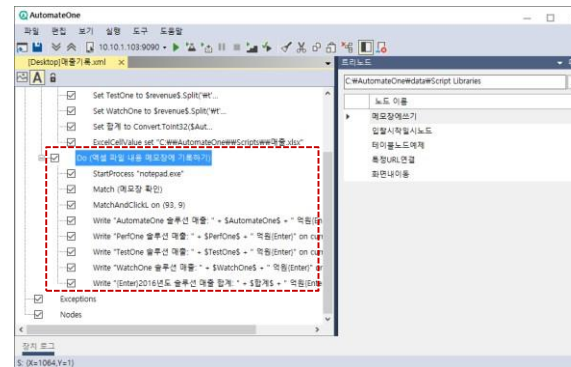 AutomateOne
파일 편집 보기 실행 도구 도움말
10.10.1.103:9090
[Desktop]매출기록.xml ×
트리노드
A
C:₩AutomateOne₩data₩Script Libraries
노드 이름
메모장에쓰기
입찰시작일시노드
테이블노드예제
특정URL연결
화면내이동
Set TestOne to $revenue$.Split('₩t'...
Set WatchOne to $revenue$.Split('₩t'...
Set 합계 to Convert.ToInt32($Aut...
ExcelCellValue set "C:₩₩AutomateOne₩₩Scripts₩₩매출.xlsx"
Do (엑셀 파일 내용 메모장에 기록하기)
StartProcess "notepad.exe"
Match (메모장 확인)
MatchAndClickL on (93, 9)
Write "AutomateOne 솔루션 매출: " + $AutomateOne$ + " 억원{En
Write "PerfOne 솔루션 매출: " + $PerfOne$ + " 억원{Enter}" on curr
Write "TestOne 솔루션 매출: " + $TestOne$ + " 억원{Enter}" on curr
Write "WatchOne 솔루션 매출: " + $WatchOne$ + " 억원{Enter}" on
Write "{Enter}2016년도 솔루션 매출 합계: " + $합계$ + " 억원{Ente
Exceptions
Nodes
장치 로그
S: (X=1064,Y=1)